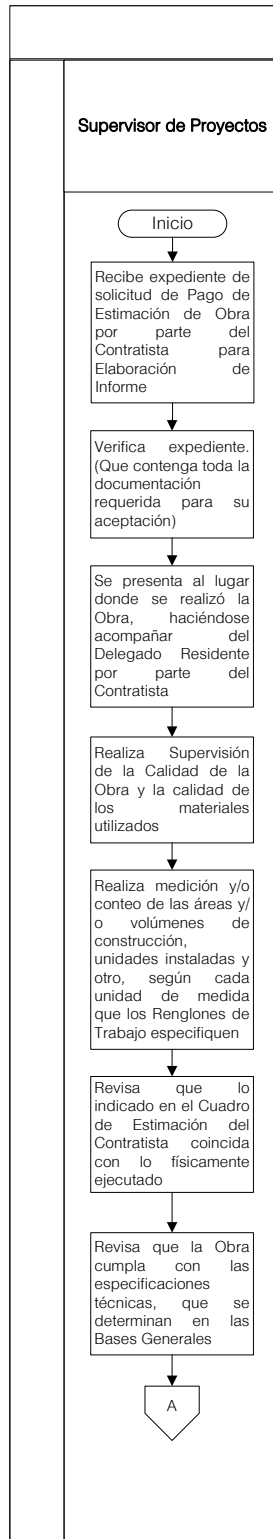 Supervisor de Proyectos
Inicio
Recibe expediente de
solicitud de Pago de
Estimación de Obra
por parte del
Contratista para
Elaboración de
Informe
Verifica expediente.
(Que contenga toda la
documentación
requerida para su
aceptación)
Se presenta al lugar
donde se realizó la
Obra, haciéndose
acompañar del
Delegado Residente
por parte del
Contratista
Realiza Supervisión
de la Calidad de la
Obra y la calidad de
los materiales
utilizados
Realiza medición y/o
conteo de las áreas y/
o volúmenes de
construcción,
unidades instaladas y
otro, según cada
unidad de medida
que los Renglones de
Trabajo especifiquen
Revisa que lo
indicado en el Cuadro
de Estimación del
Contratista coincida
con lo físicamente
ejecutado
Revisa que la Obra
cumpla con las
especificaciones
técnicas, que se
determinan en las
Bases Generales
A